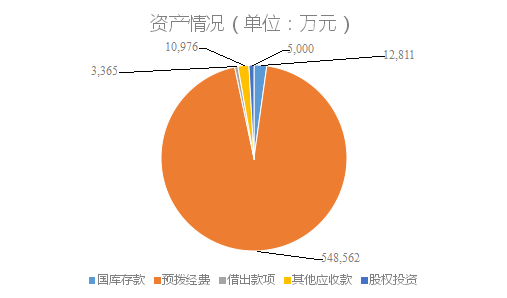 资产情况（单位：万元）
10,976
5,000
12,811
3,365
548,562
国库存款 预拨经费 借出款项 其他应收款 股权投资